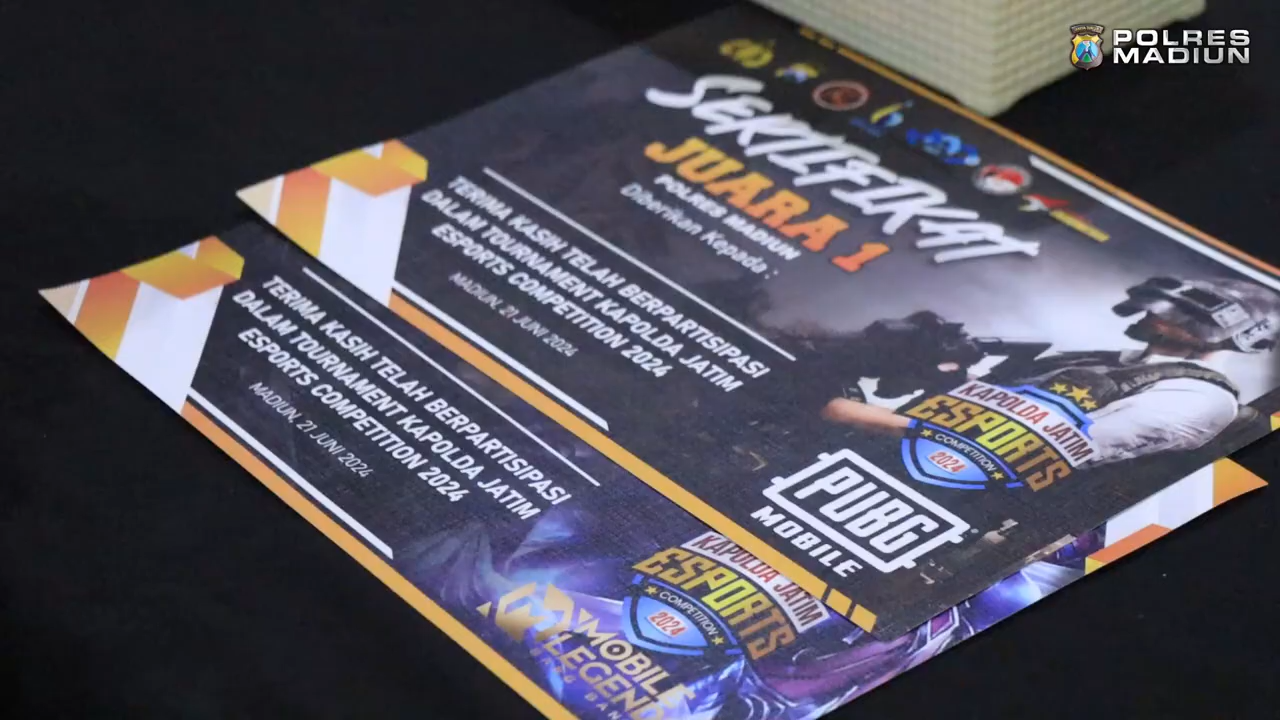 POLRES
MADIUN
SERTIFIKAT
JUARA 1
POLRES MADIUN
Diberikan Kepada :
TERIMA KASIH TELAH BERPARTISIPASI
DALAM TOURNAMENT KAPOLDA JATIM
ESPORTS COMPETITION 2024
MADIUN, 21 JUNI 2024
KAPOLDA JATIM
ESPORTS
COMPETITION
2024
PUBG
MOBILE
TERIMA KASIH TELAH BERPARTISIPASI
DALAM TOURNAMENT KAPOLDA JATIM
ESPORTS COMPETITION 2024
MADIUN, 21 JUNI 2024
KAPOLDA JATIM
ESPORTS
COMPETITION
2024
MOBILE
LEGEND